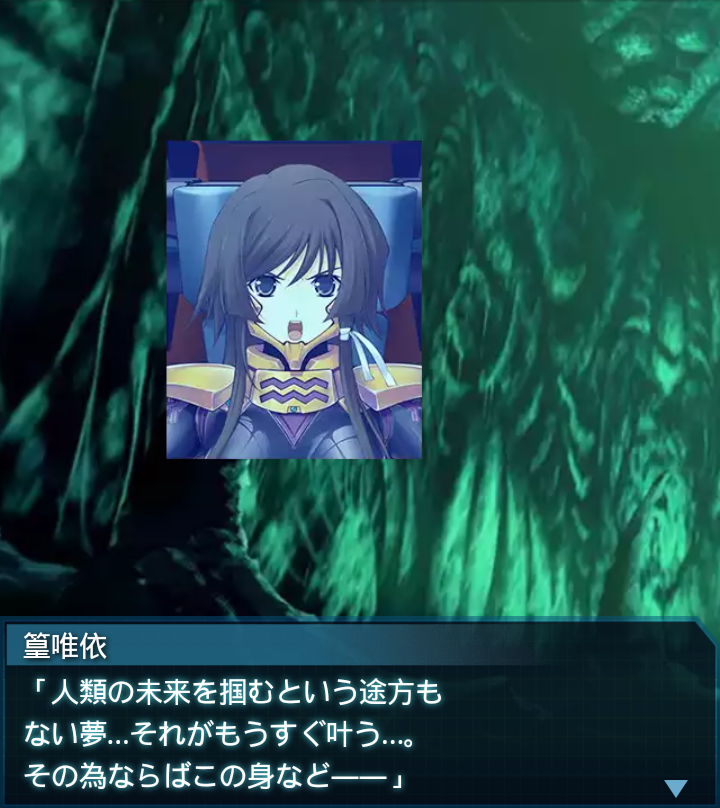 篁唯依
「人類の未来を掴むという途方も
ない夢…それがもうすぐ叶う…。
その為ならばこの身など――」